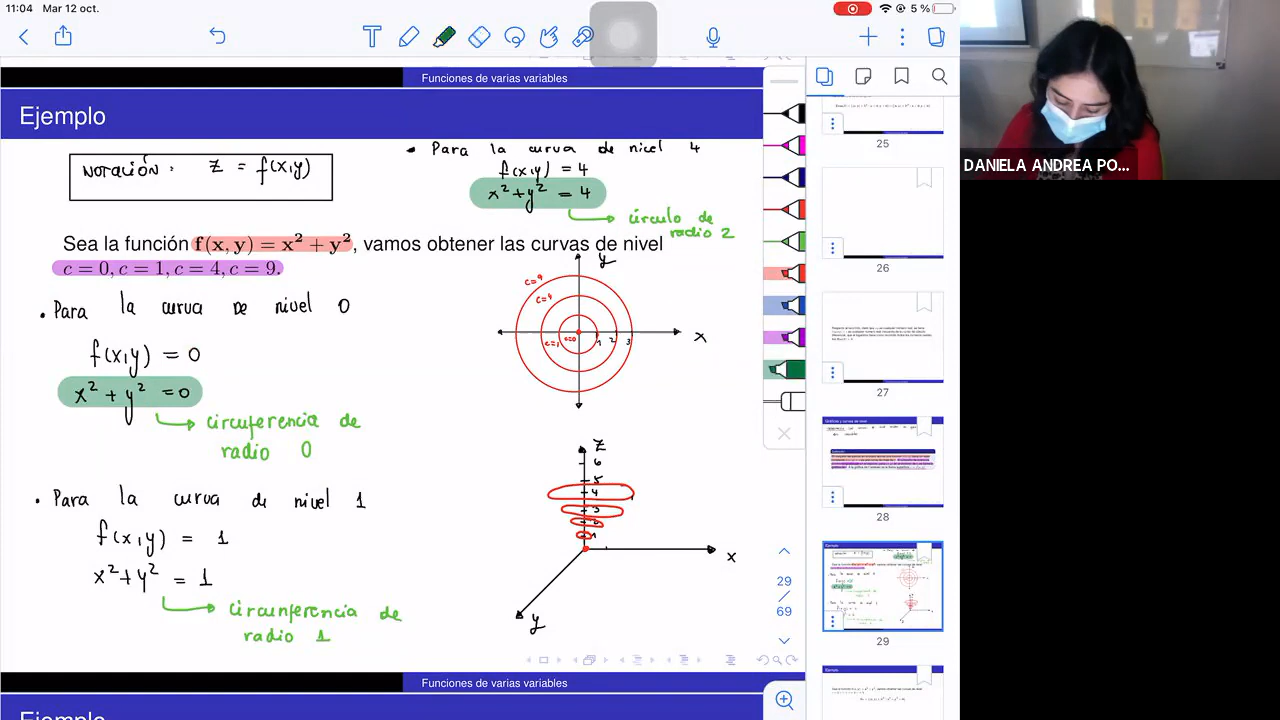 11:04 Mar 12 oct.
5 %
Funciones de varias variables
Ejemplo
NOTACIÓN: Z = f(x,y)
• Para la curva de nivel 4
f(x,y) = 4
x² + y² = 4
círculo de
radio 2
Sea la función f(x, y) = x² + y², vamos obtener las curvas de nivel
c = 0, c = 1, c = 4, c = 9.
• Para la curva de nivel 0
f(x,y) = 0
x² + y² = 0
circuferencia de
radio 0
• Para la curva de nivel 1
f(x,y) = 1
x² + y² = 1
circunferencia de
radio 1
y
c=9
c=4
c=1
c=0
1 2 3
x
z
6
5
4
3
2
1
x
y
Funciones de varias variables
Ejemplo
25
26
27
28
29
29
/
69
DANIELA ANDREA PO...